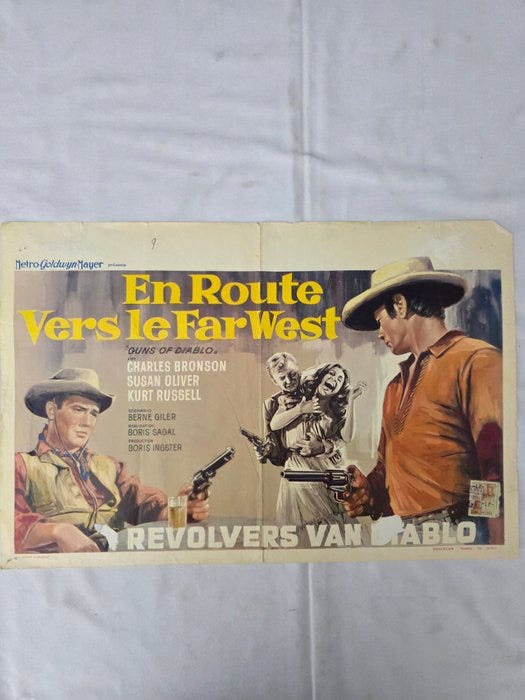 9
Metro-Goldwyn-Mayer présente
En Route
Vers le Far West
"GUNS OF DIABLO"
CHARLES BRONSON
SUSAN OLIVER
KURT RUSSELL
SCENARIO
BERNE GILER
REALISATION
BORIS SAGAL
PRODUCTION
BORIS INGSTER
REVOLVERS VAN DIABLO